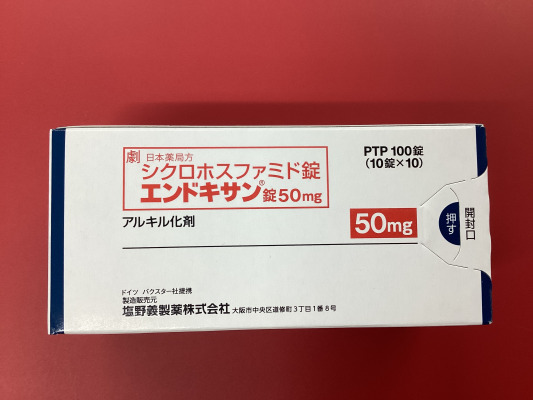 劇 日本薬局方
シクロホスファミド錠
エンドキサン®錠50mg
アルキル化剤
PTP 100錠
(10錠×10)
50mg
押す
開封口
ドイツ バクスター社提携
製造販売元
塩野義製薬株式会社 大阪市中央区道修町3丁目1番8号